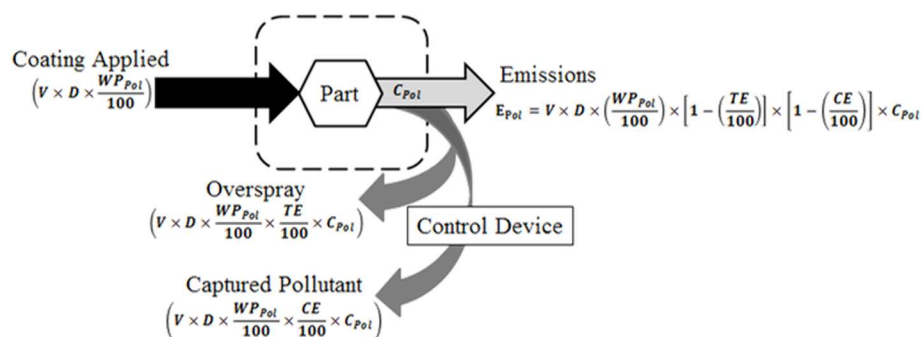 Coating Applied
(V × D × WP_Pol/100)
Part
C_Pol
Emissions
E_Pol = V × D × (WP_Pol/100) × [1 − (TE/100)] × [1 − (CE/100)] × C_Pol
Overspray
(V × D × WP_Pol/100 × TE/100 × C_Pol)
Control Device
Captured Pollutant
(V × D × WP_Pol/100 × CE/100 × C_Pol)